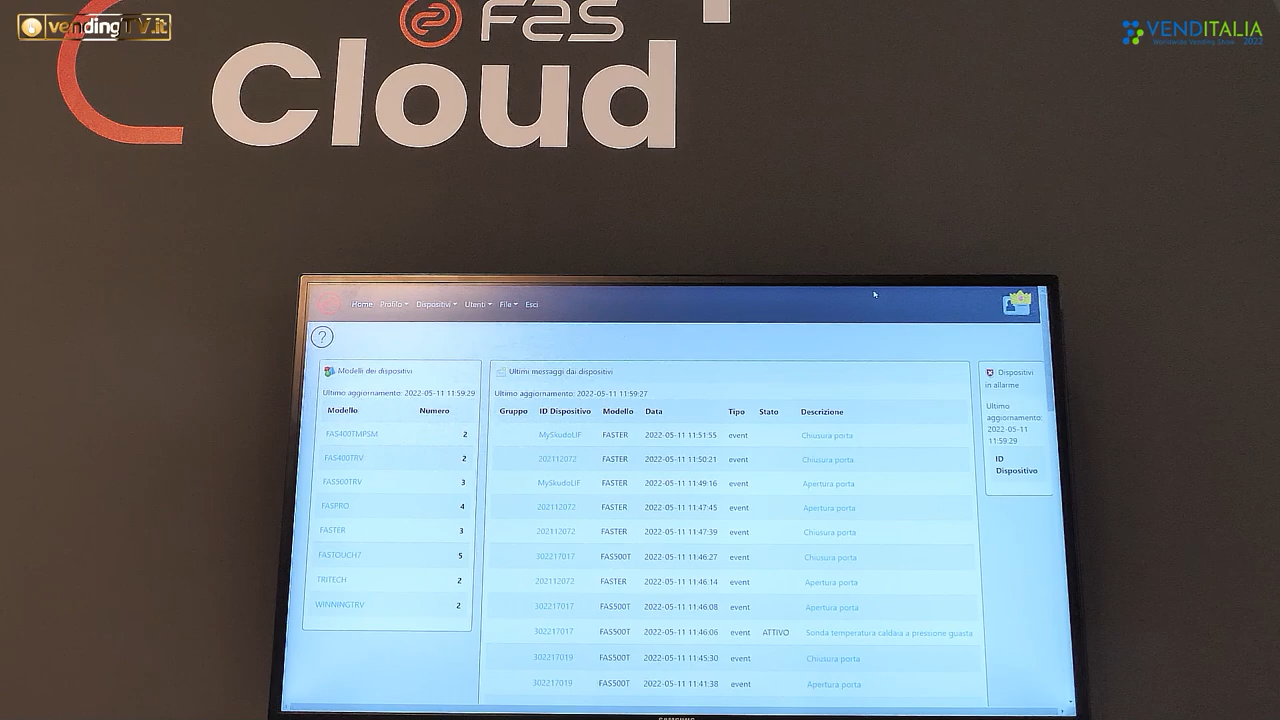 vendingTV.it
VENDITALIA
Worldwide Vending Show 2022
FAS
Cloud
Home Profilo Dispositivi Utenti File Esci
?
Modelli dei dispositivi
Ultimo aggiornamento: 2022-05-11 11:59:29
Modello Numero
FAS400TMPSM 2
FAS400TRV 2
FAS500TRV 3
FASPRO 4
FASTER 3
FASTOUCH7 5
TRITECH 2
WINNINGTRV 2
Ultimi messaggi dai dispositivi
Ultimo aggiornamento: 2022-05-11 11:59:27
Gruppo ID Dispositivo Modello Data Tipo Stato Descrizione
MySkudoLIF FASTER 2022-05-11 11:51:55 event Chiusura porta
202112072 FASTER 2022-05-11 11:50:21 event Chiusura porta
MySkudoLIF FASTER 2022-05-11 11:49:16 event Apertura porta
202112072 FASTER 2022-05-11 11:47:45 event Apertura porta
202112072 FASTER 2022-05-11 11:47:39 event Chiusura porta
302217017 FAS500T 2022-05-11 11:46:27 event Chiusura porta
202112072 FASTER 2022-05-11 11:46:14 event Apertura porta
302217017 FAS500T 2022-05-11 11:46:08 event Apertura porta
302217017 FAS500T 2022-05-11 11:46:06 event ATTIVO Sonda temperatura caldaia a pressione guasta
302217019 FAS500T 2022-05-11 11:45:30 event Chiusura porta
302217019 FAS500T 2022-05-11 11:41:38 event Apertura porta
Dispositivi
in allarme
Ultimo
aggiornamento:
2022-05-11
11:59:29
ID
Dispositivo
SAMSUNG